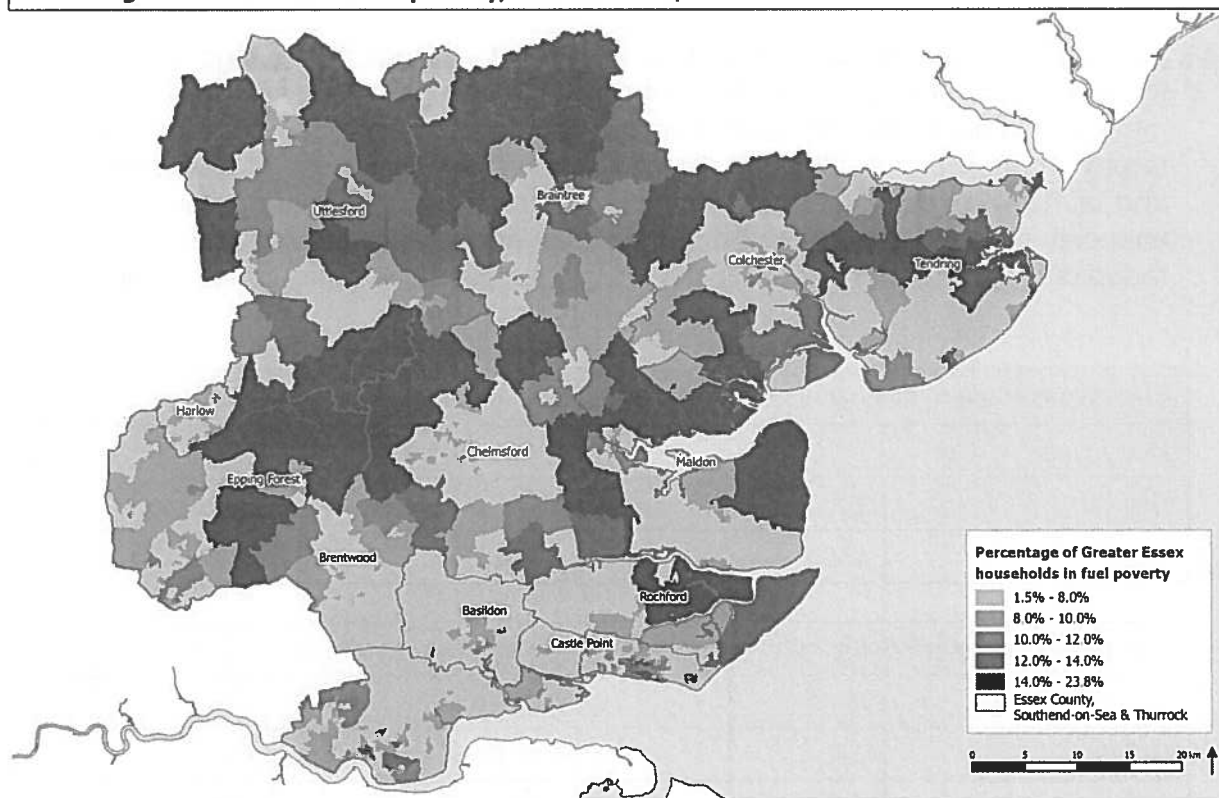 Uttlesford
Braintree
Colchester
Tendring
Harlow
Chelmsford
Epping Forest
Maldon
Brentwood
Rochford
Basildon
Castle Point
Percentage of Greater Essex
households in fuel poverty
1.5% - 8.0%
8.0% - 10.0%
10.0% - 12.0%
12.0% - 14.0%
14.0% - 23.8%
Essex County,
Southend-on-Sea & Thurrock
0 5 10 15 20 km